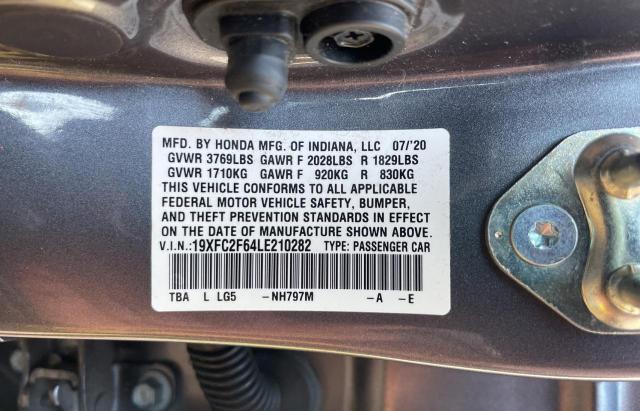 MFD. BY HONDA MFG. OF INDIANA, LLC 07/'20
GVWR 3769LBS GAWR F 2028LBS R 1829LBS
GVWR 1710KG GAWR F 920KG R 830KG
THIS VEHICLE CONFORMS TO ALL APPLICABLE
FEDERAL MOTOR VEHICLE SAFETY, BUMPER,
AND THEFT PREVENTION STANDARDS IN EFFECT
ON THE DATE OF MANUFACTURE SHOWN ABOVE.
V.I.N.:19XFC2F64LE210282 TYPE: PASSENGER CAR
TBA L LG5 -NH797M -A -E